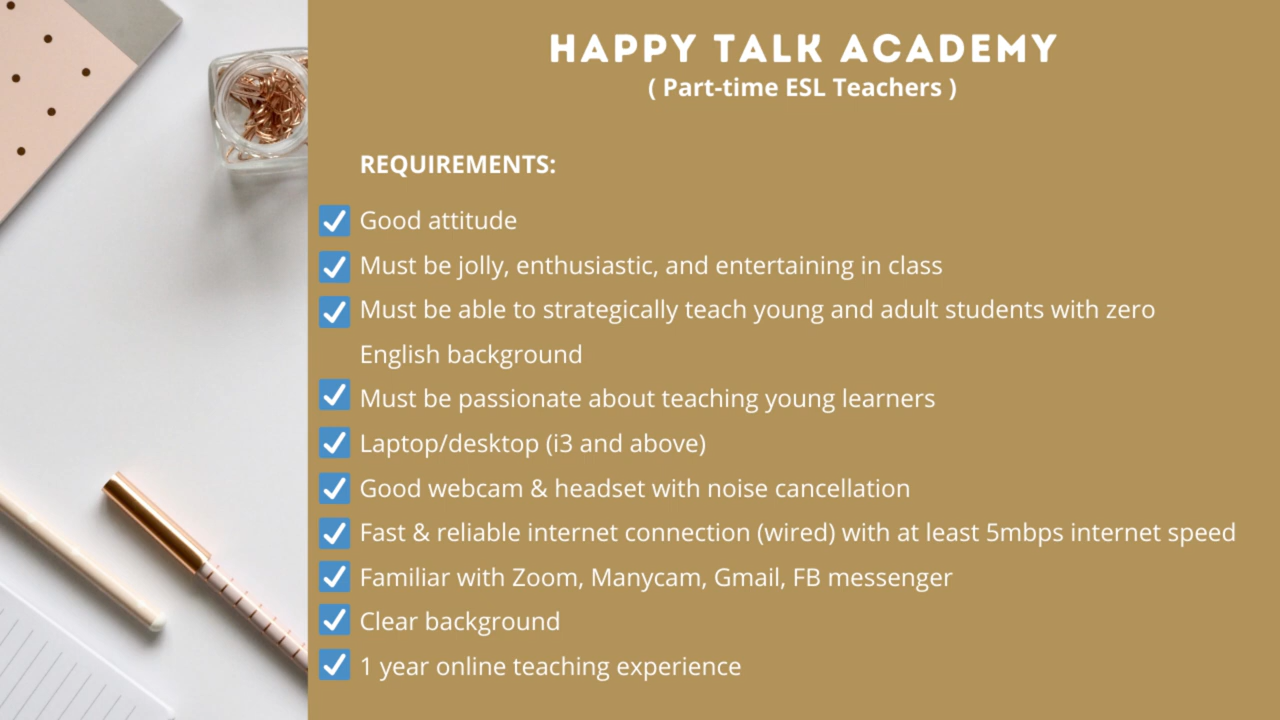 HAPPY TALK ACADEMY
( Part-time ESL Teachers )
REQUIREMENTS:
Good attitude
Must be jolly, enthusiastic, and entertaining in class
Must be able to strategically teach young and adult students with zero
English background
Must be passionate about teaching young learners
Laptop/desktop (i3 and above)
Good webcam & headset with noise cancellation
Fast & reliable internet connection (wired) with at least 5mbps internet speed
Familiar with Zoom, Manycam, Gmail, FB messenger
Clear background
1 year online teaching experience